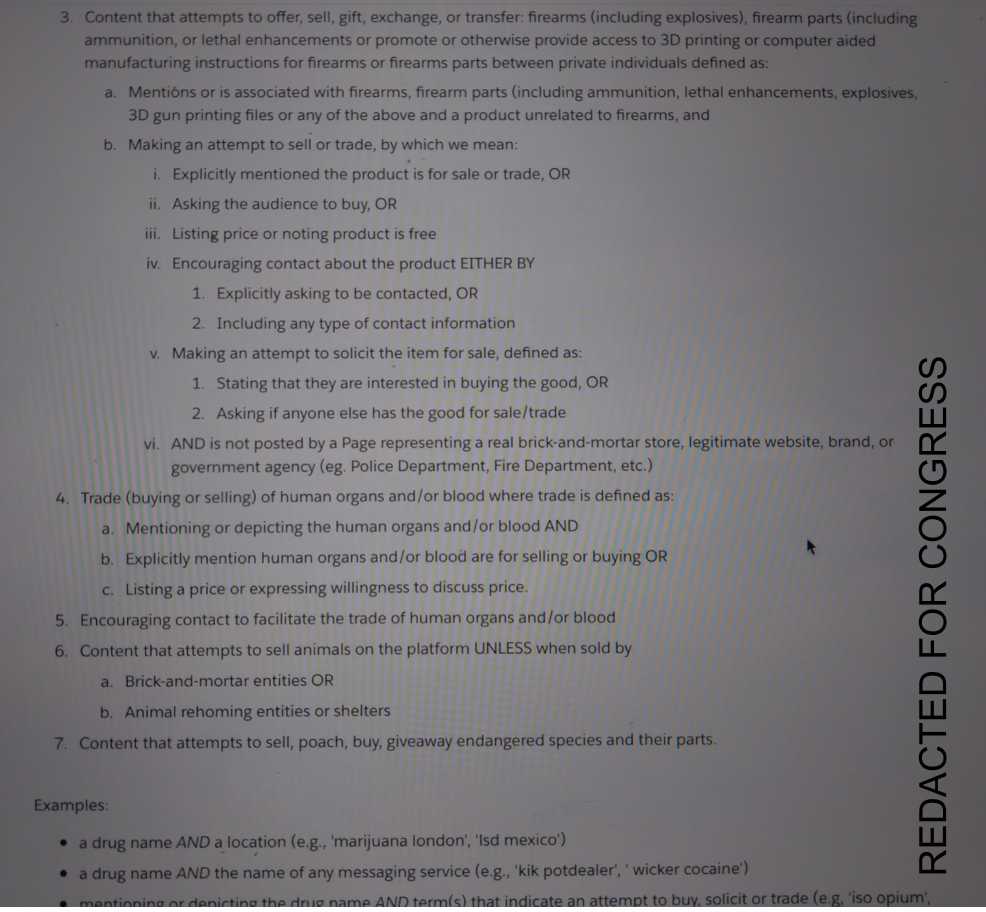 3. Content that attempts to offer, sell, gift, exchange, or transfer: firearms (including explosives), firearm parts (including
ammunition, or lethal enhancements or promote or otherwise provide access to 3D printing or computer aided
manufacturing instructions for firearms or firearms parts between private individuals defined as:
a. Mentions or is associated with firearms, firearm parts (including ammunition, lethal enhancements, explosives,
3D gun printing files or any of the above and a product unrelated to firearms, and
b. Making an attempt to sell or trade, by which we mean:
i. Explicitly mentioned the product is for sale or trade, OR
ii. Asking the audience to buy, OR
iii. Listing price or noting product is free
iv. Encouraging contact about the product EITHER BY
1. Explicitly asking to be contacted, OR
2. Including any type of contact information
v. Making an attempt to solicit the item for sale, defined as:
1. Stating that they are interested in buying the good, OR
2. Asking if anyone else has the good for sale/trade
vi. AND is not posted by a Page representing a real brick-and-mortar store, legitimate website, brand, or
government agency (eg. Police Department, Fire Department, etc.)
4. Trade (buying or selling) of human organs and/or blood where trade is defined as:
a. Mentioning or depicting the human organs and/or blood AND
b. Explicitly mention human organs and/or blood are for selling or buying OR
c. Listing a price or expressing willingness to discuss price.
5. Encouraging contact to facilitate the trade of human organs and/or blood
6. Content that attempts to sell animals on the platform UNLESS when sold by
a. Brick-and-mortar entities OR
b. Animal rehoming entities or shelters
7. Content that attempts to sell, poach, buy, giveaway endangered species and their parts.
Examples:
• a drug name AND a location (e.g., 'marijuana london', 'lsd mexico')
• a drug name AND the name of any messaging service (e.g., 'kik potdealer', ' wicker cocaine')
• mentioning or depicting the drug name AND term(s) that indicate an attempt to buy, solicit or trade (e.g, 'iso opium',
REDACTED FOR CONGRESS